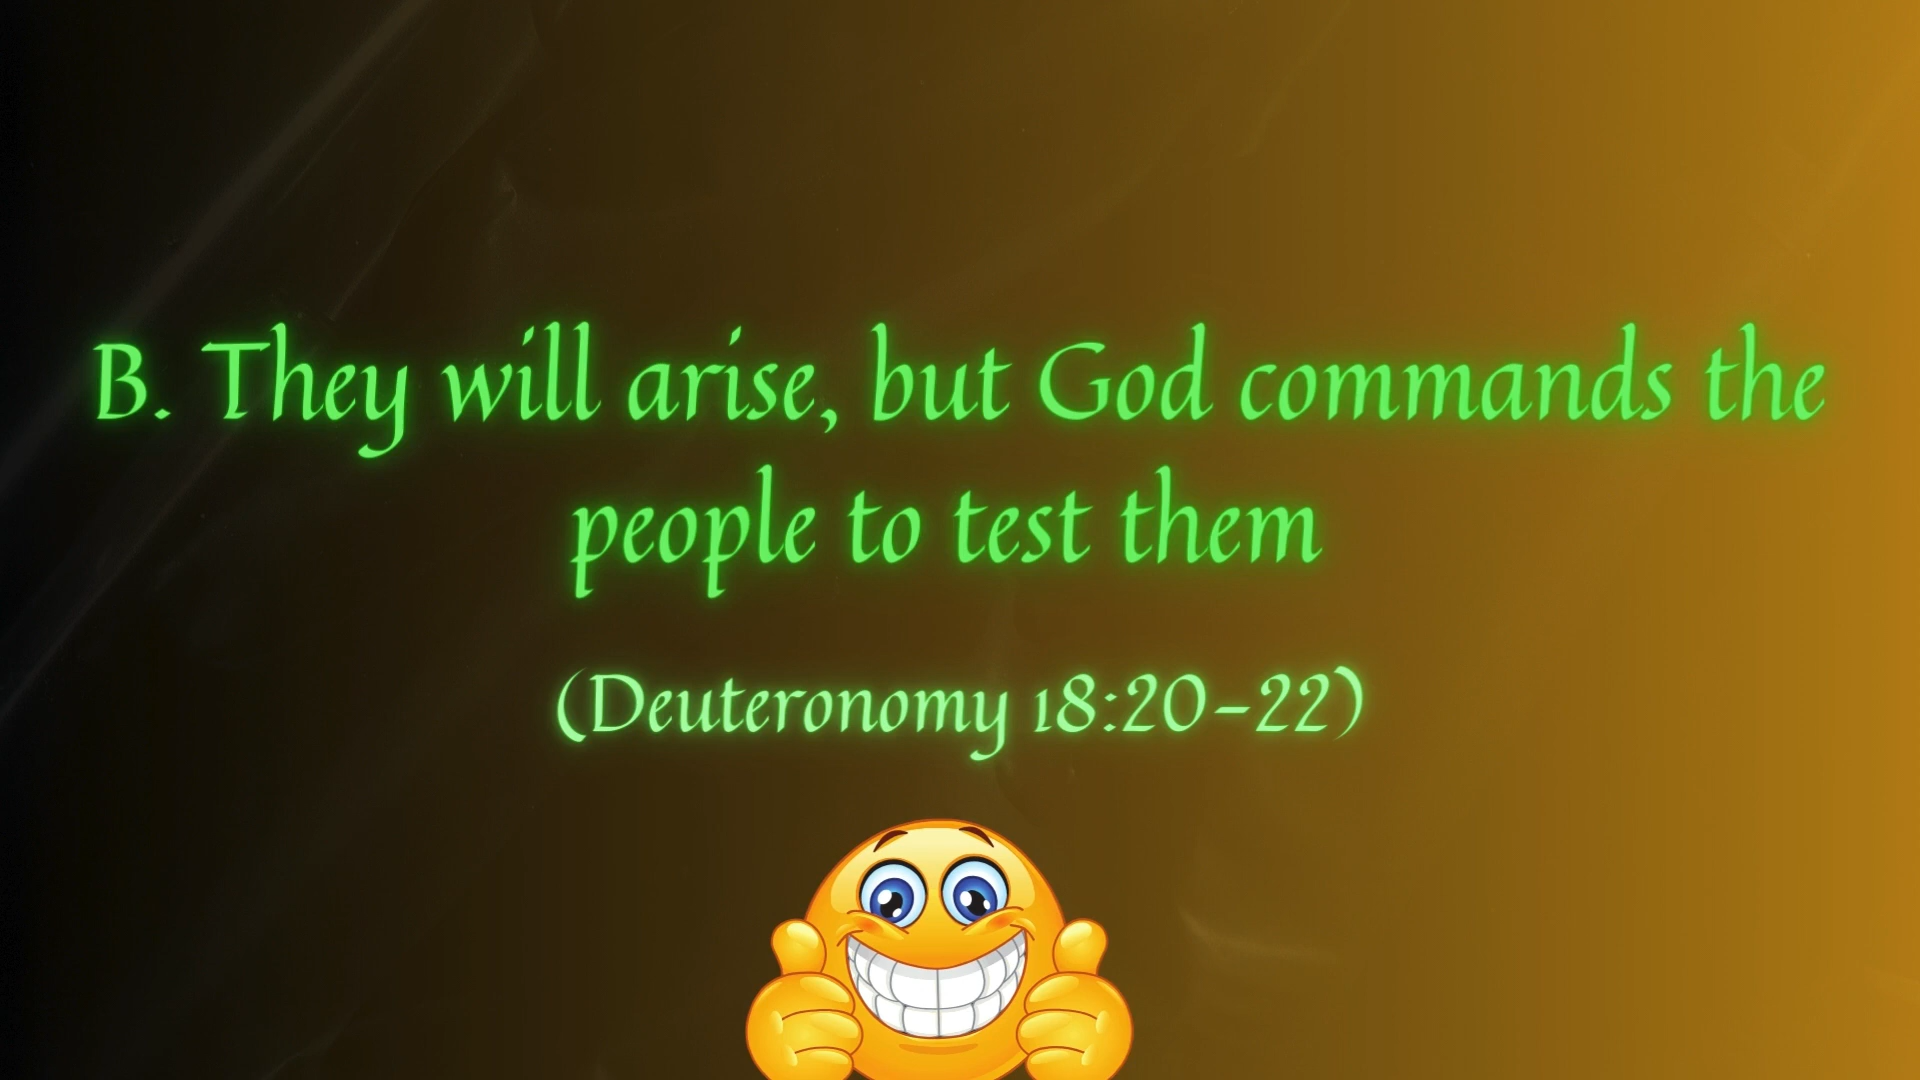 B. They will arise, but God commands the
people to test them
(Deuteronomy 18:20-22)